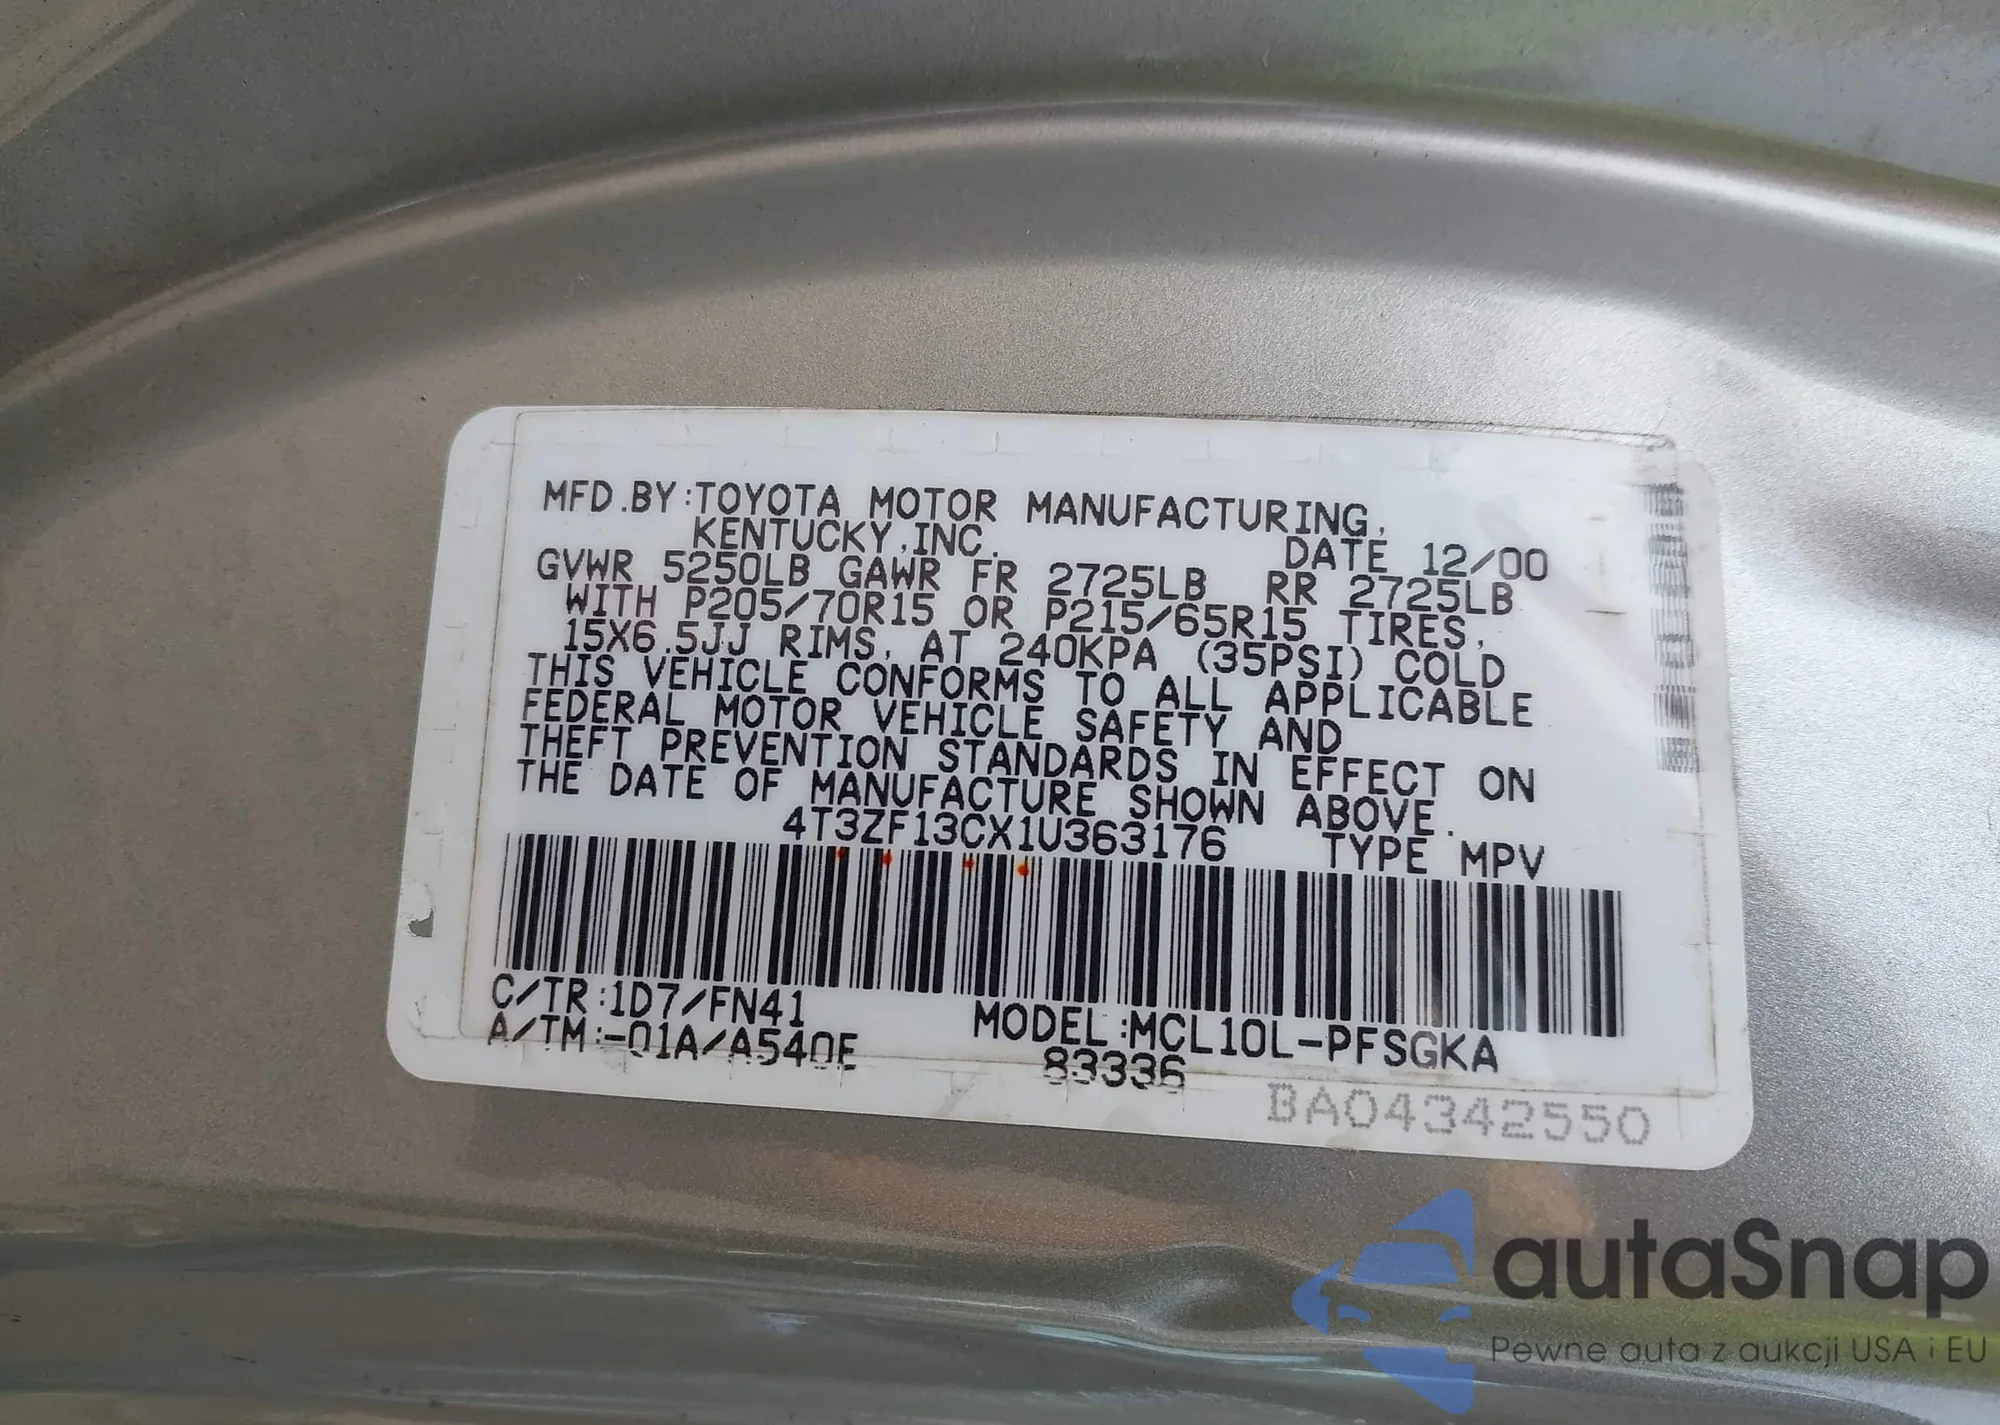 MFD.BY:TOYOTA MOTOR MANUFACTURING,
KENTUCKY,INC. DATE 12/00
GVWR 5250LB GAWR FR 2725LB RR 2725LB
WITH P205/70R15 OR P215/65R15 TIRES,
15X6.5JJ RIMS, AT 240KPA (35PSI) COLD
THIS VEHICLE CONFORMS TO ALL APPLICABLE
FEDERAL MOTOR VEHICLE SAFETY AND
THEFT PREVENTION STANDARDS IN EFFECT ON
THE DATE OF MANUFACTURE SHOWN ABOVE.
4T3ZF13CX1U363176 TYPE MPV
C/TR:1D7/FN41 MODEL:MCL10L-PFSGKA
A/TM:-01A/A540E 83336
BA04342550
autaSnap
Pewne auta z aukcji USA i EU